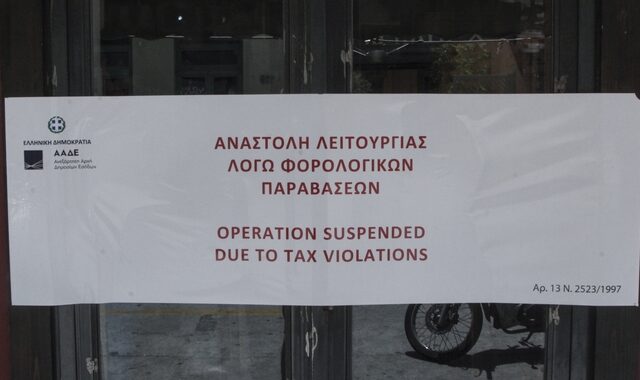 ΕΛΛΗΝΙΚΗ ΔΗΜΟΚΡΑΤΙΑ
ΑΑΔΕ
Ανεξάρτητη Αρχή
Δημοσίων Εσόδων
ΑΝΑΣΤΟΛΗ ΛΕΙΤΟΥΡΓΙΑΣ
ΛΟΓΩ ΦΟΡΟΛΟΓΙΚΩΝ
ΠΑΡΑΒΑΣΕΩΝ
OPERATION SUSPENDED
DUE TO TAX VIOLATIONS
Αρ. 13 Ν. 2523/1997